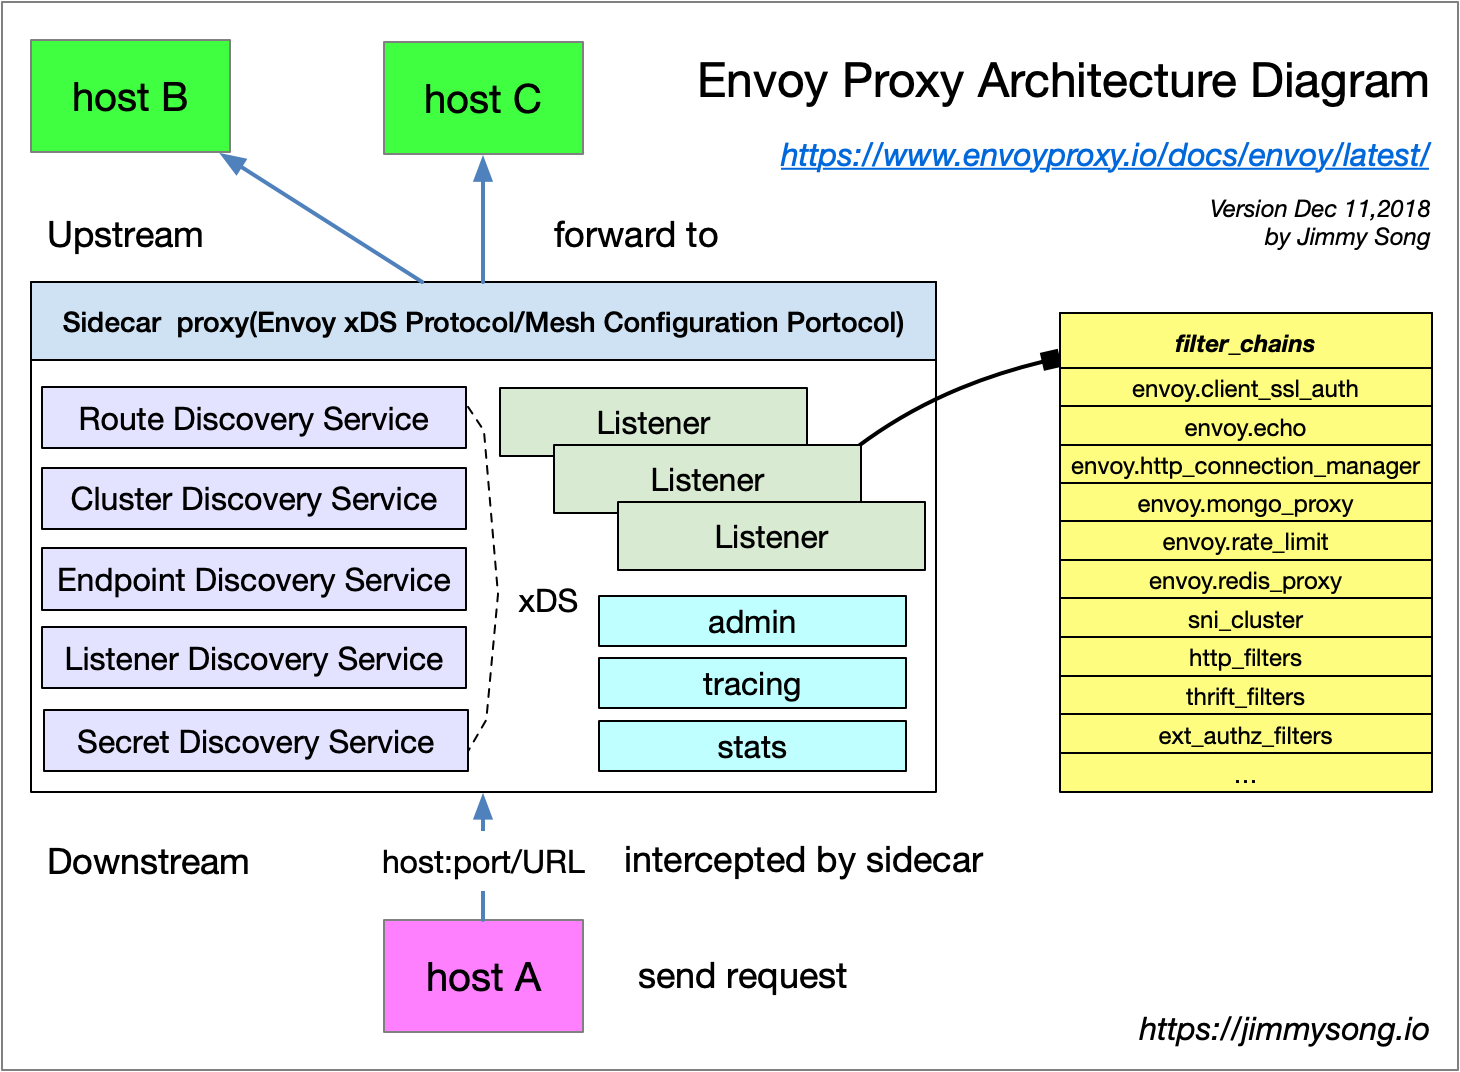 host B
host C
Envoy Proxy Architecture Diagram
https://www.envoyproxy.io/docs/envoy/latest/
Version Dec 11,2018
by Jimmy Song
Upstream
forward to
Sidecar proxy(Envoy xDS Protocol/Mesh Configuration Portocol)
Route Discovery Service
Cluster Discovery Service
Endpoint Discovery Service
Listener Discovery Service
Secret Discovery Service
xDS
Listener
Listener
Listener
admin
tracing
stats
filter_chains
envoy.client_ssl_auth
envoy.echo
envoy.http_connection_manager
envoy.mongo_proxy
envoy.rate_limit
envoy.redis_proxy
sni_cluster
http_filters
thrift_filters
ext_authz_filters
...
Downstream
host:port/URL
intercepted by sidecar
host A
send request
https://jimmysong.io